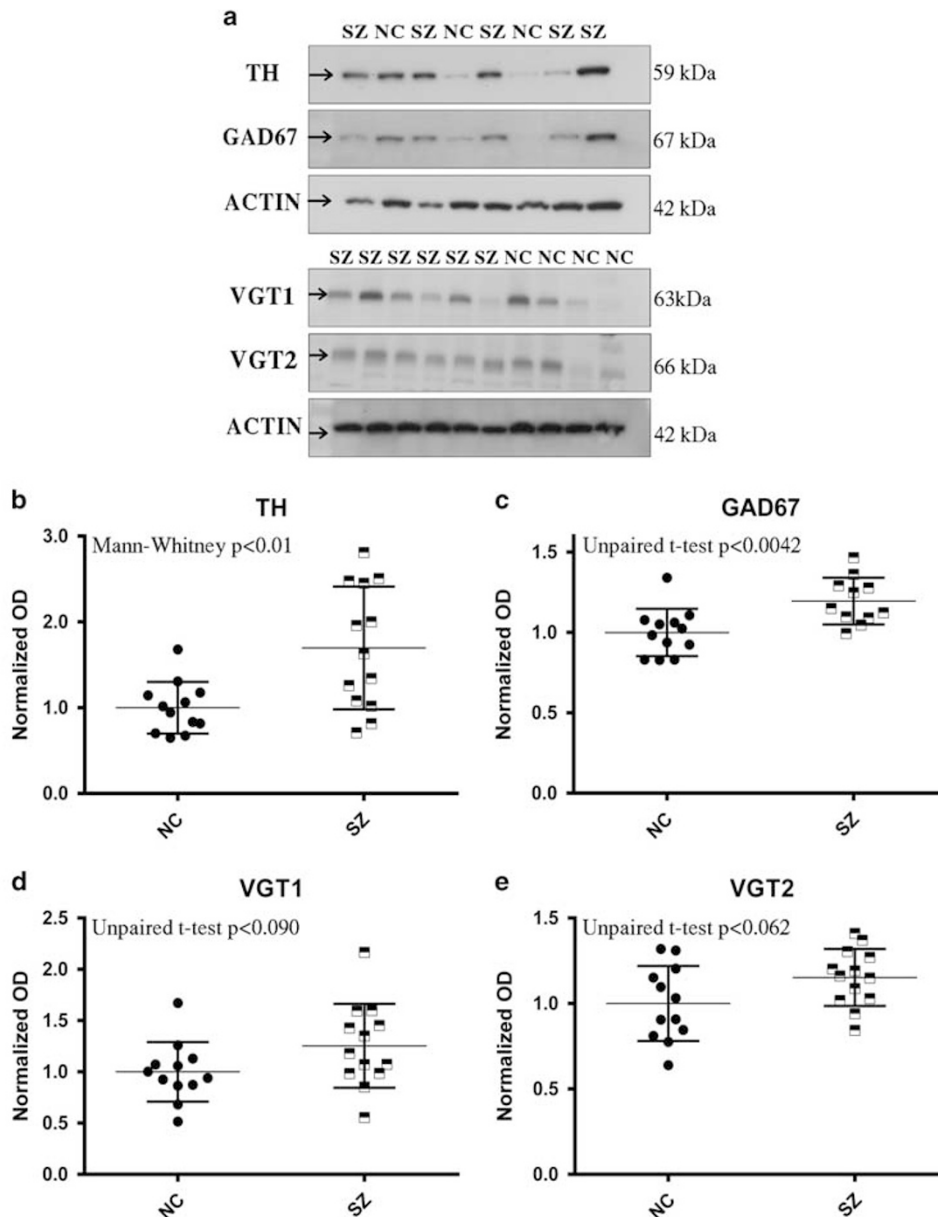 a
SZ NC SZ NC SZ NC SZ SZ
TH 59 kDa
GAD67 67 kDa
ACTIN 42 kDa
SZ SZ SZ SZ SZ SZ NC NC NC NC
VGT1 63kDa
VGT2 66 kDa
ACTIN 42 kDa
b TH
Mann-Whitney p<0.01
Normalized OD
3.0
2.0
1.0
0.0
NC SZ
c GAD67
Unpaired t-test p<0.0042
Normalized OD
1.5
1.0
0.5
0.0
NC SZ
d VGT1
Unpaired t-test p<0.090
Normalized OD
2.5
2.0
1.5
1.0
0.5
0.0
NC SZ
e VGT2
Unpaired t-test p<0.062
Normalized OD
1.5
1.0
0.5
0.0
NC SZ